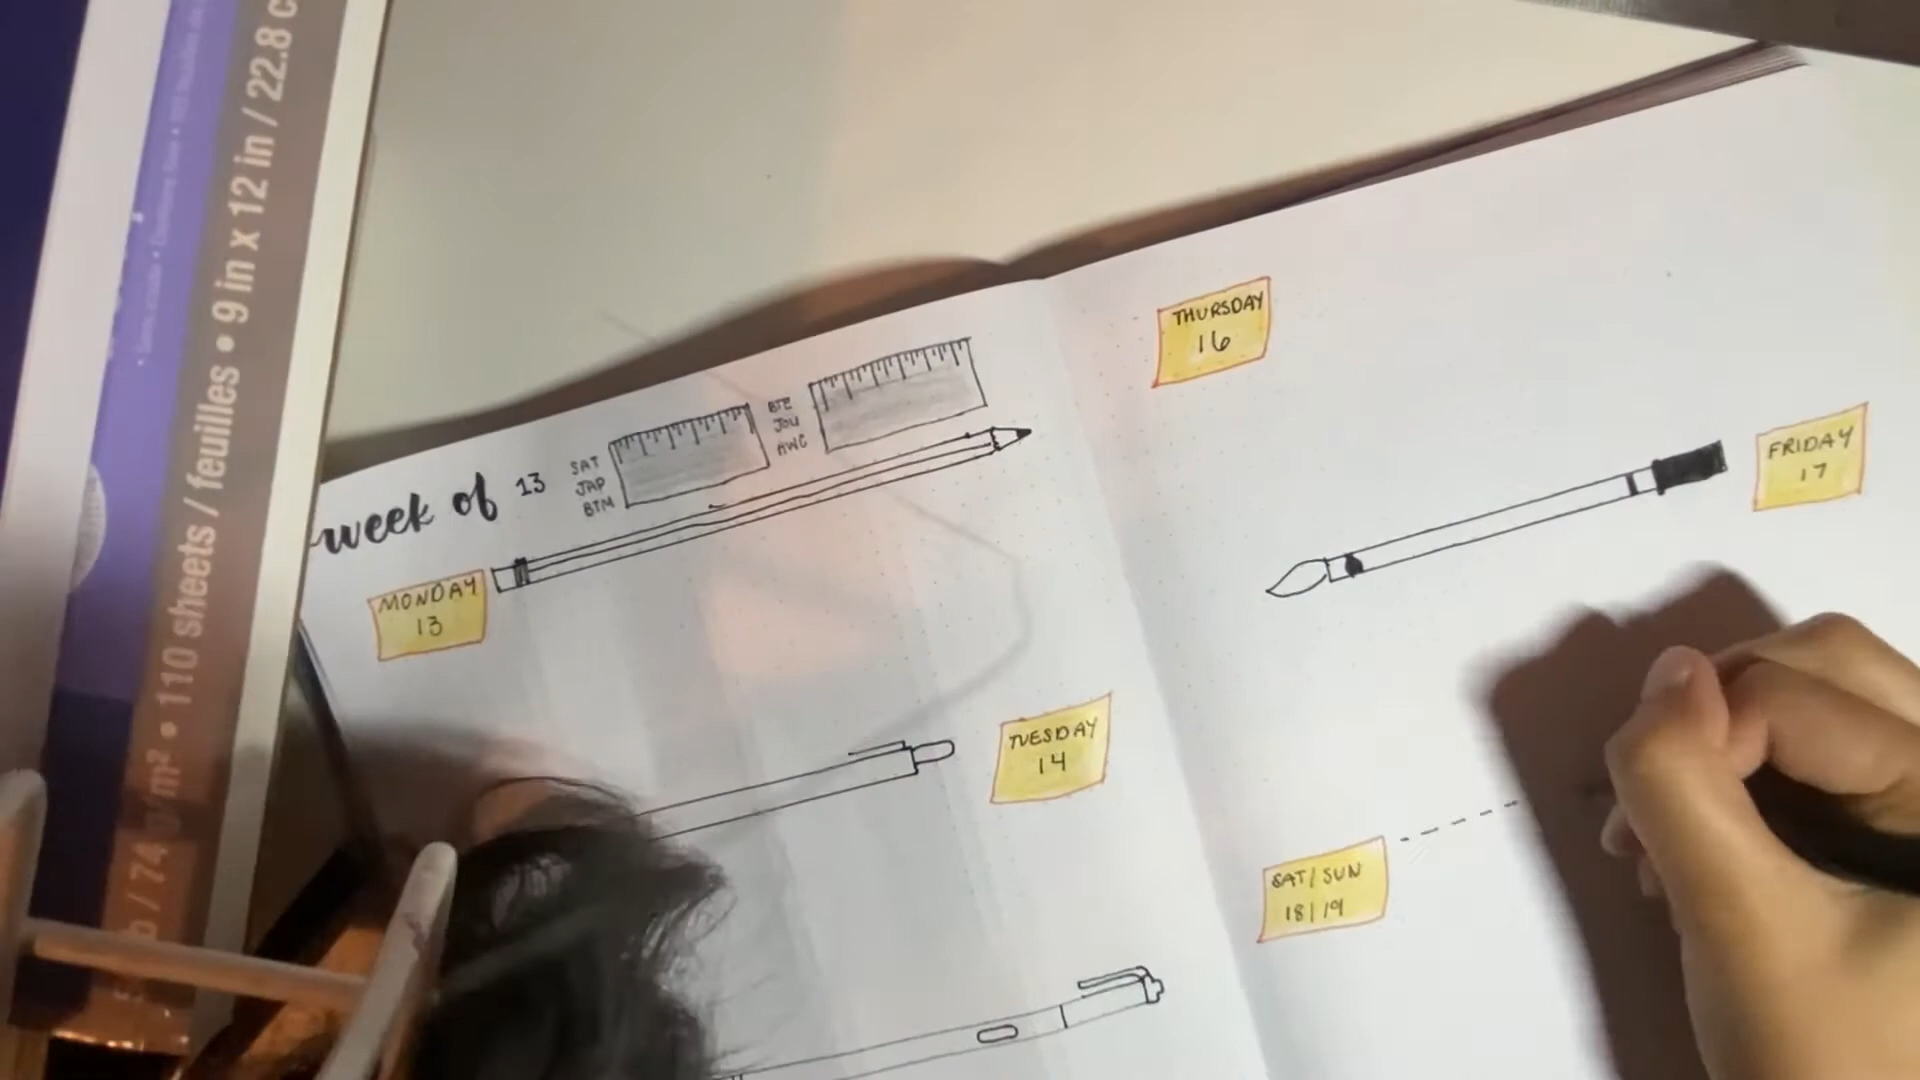 110 sheets / feuilles • 9 in x 12 in / 22.8 c
week of 13
SAT
JAP
BTM
BTE
JOU
AWC
MONDAY
13
TUESDAY
14
THURSDAY
16
FRIDAY
17
SAT/SUN
18/19